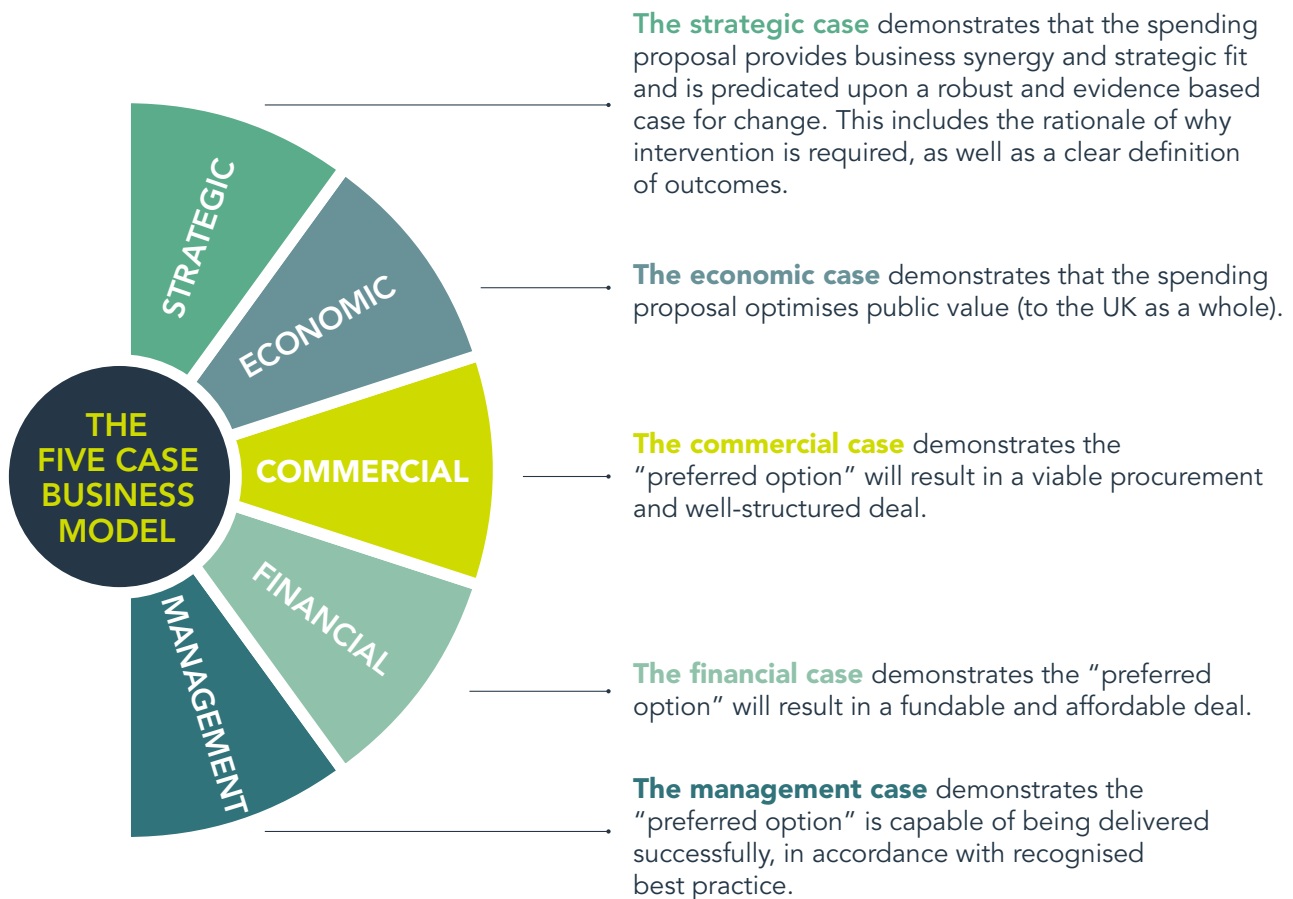 The strategic case demonstrates that the spending
proposal provides business synergy and strategic fit
and is predicated upon a robust and evidence based
case for change. This includes the rationale of why
intervention is required, as well as a clear definition
of outcomes.
STRATEGIC
The economic case demonstrates that the spending
proposal optimises public value (to the UK as a whole).
ECONOMIC
THE
FIVE CASE
BUSINESS
MODEL
COMMERCIAL
The commercial case demonstrates the
“preferred option” will result in a viable procurement
and well-structured deal.
FINANCIAL
The financial case demonstrates the “preferred
option” will result in a fundable and affordable deal.
MANAGEMENT
The management case demonstrates the
“preferred option” is capable of being delivered
successfully, in accordance with recognised
best practice.